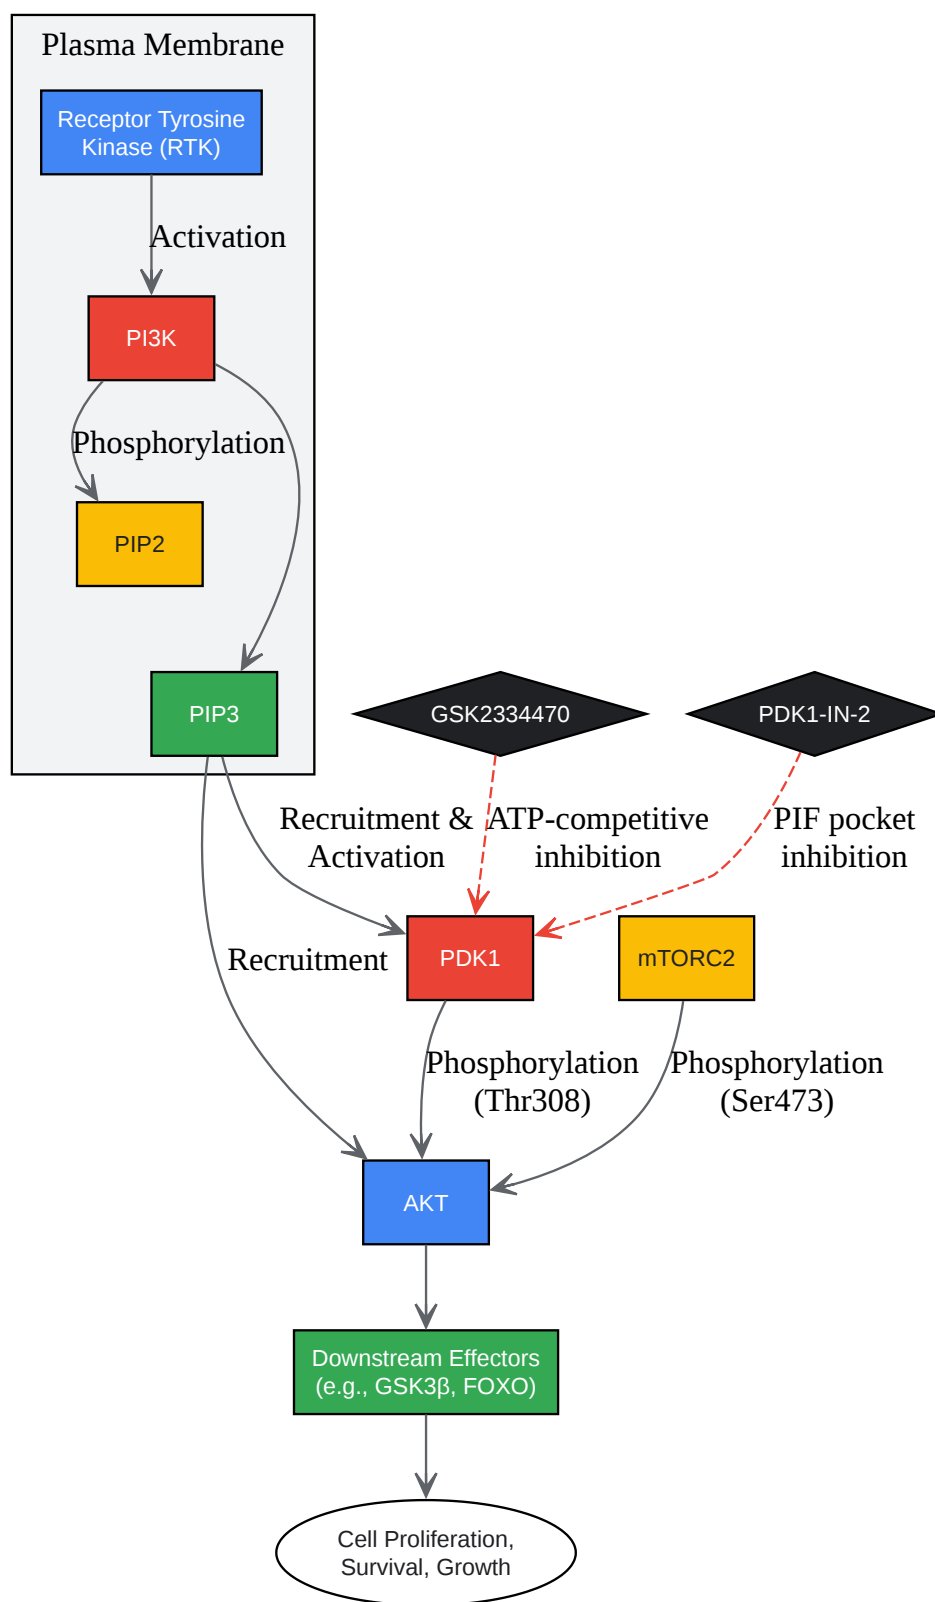 Plasma Membrane
Receptor Tyrosine
Kinase (RTK)
Activation
PI3K
Phosphorylation
PIP2
PIP3
GSK2334470
PDK1-IN-2
Recruitment &
Activation
ATP-competitive
inhibition
PIF pocket
inhibition
Recruitment
PDK1
mTORC2
Phosphorylation
(Thr308)
Phosphorylation
(Ser473)
AKT
Downstream Effectors
(e.g., GSK3β, FOXO)
Cell Proliferation,
Survival, Growth